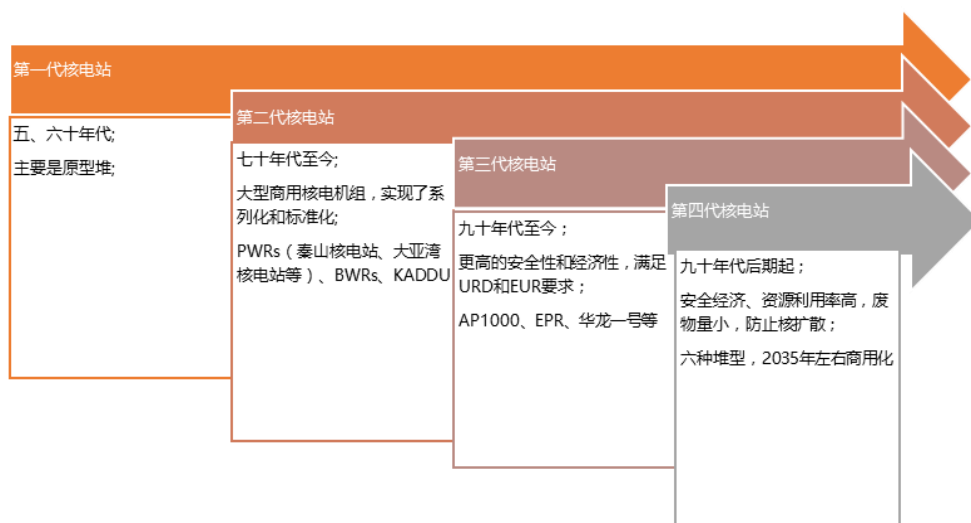 第一代核电站
五、六十年代;
主要是原型堆;
第二代核电站
七十年代至今;
大型商用核电机组，实现了系
列化和标准化;
PWRs（秦山核电站、大亚湾
核电站等）、BWRs、KADDU
第三代核电站
九十年代至今；
更高的安全性和经济性，满足
URD和EUR要求；
AP1000、EPR、华龙一号等
第四代核电站
九十年代后期起；
安全经济、资源利用率高，废
物量小，防止核扩散；
六种堆型，2035年左右商用化